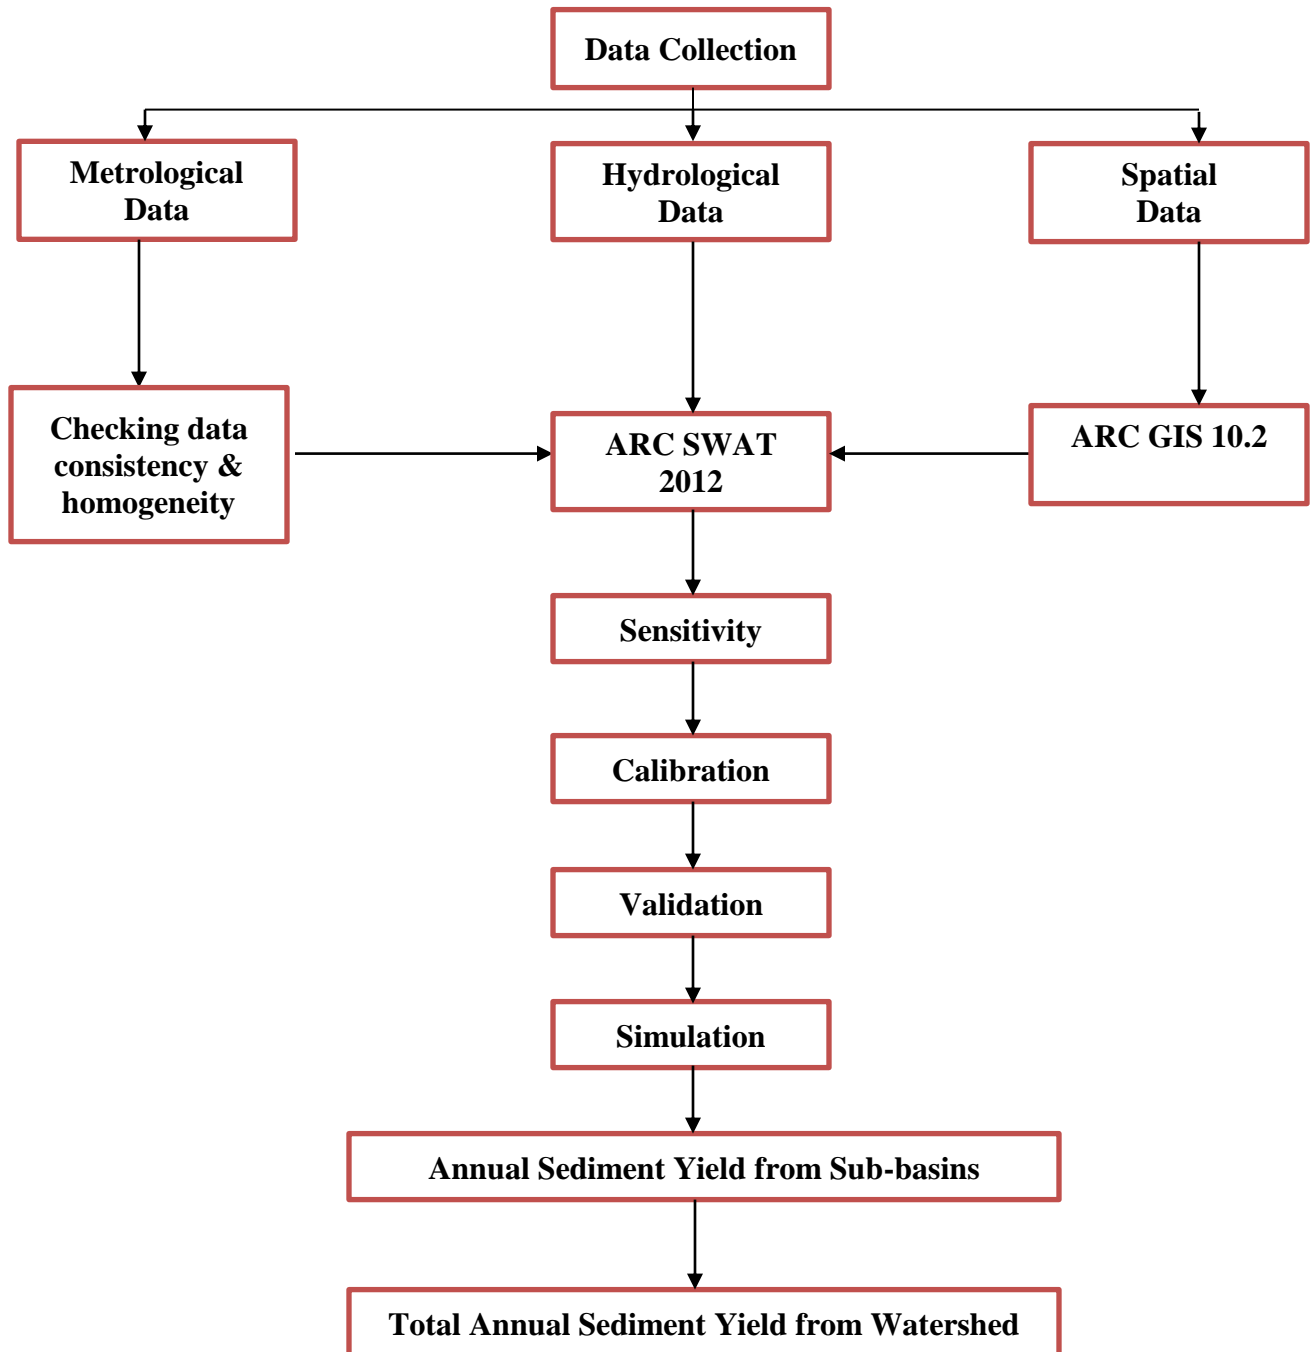 Data Collection
Metrological
Data
Hydrological
Data
Spatial
Data
Checking data
consistency &
homogeneity
ARC SWAT
2012
ARC GIS 10.2
Sensitivity
Calibration
Validation
Simulation
Annual Sediment Yield from Sub-basins
Total Annual Sediment Yield from Watershed